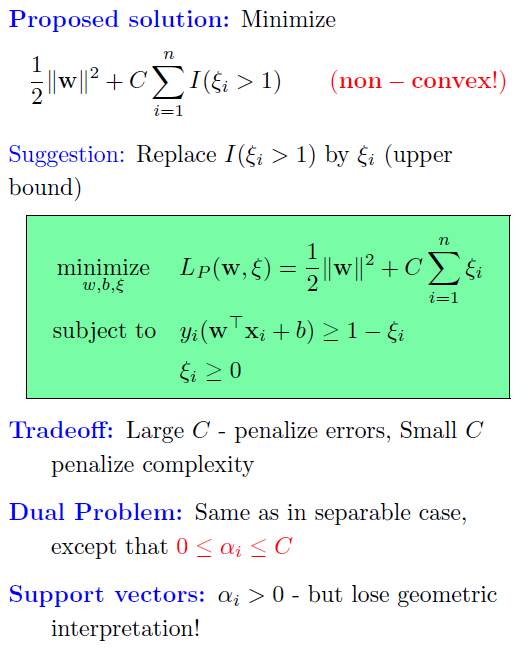 Proposed solution: Minimize
1/2 ‖w‖² + C ∑_{i=1}^{n} I(ξ_i > 1) (non − convex!)
Suggestion: Replace I(ξ_i > 1) by ξ_i (upper
bound)
minimize_{w,b,ξ} L_P(w, ξ) = 1/2 ‖w‖² + C ∑_{i=1}^{n} ξ_i
subject to y_i(w^⊤ x_i + b) ≥ 1 − ξ_i
ξ_i ≥ 0
Tradeoff: Large C - penalize errors, Small C
penalize complexity
Dual Problem: Same as in separable case,
except that 0 ≤ α_i ≤ C
Support vectors: α_i > 0 - but lose geometric
interpretation!